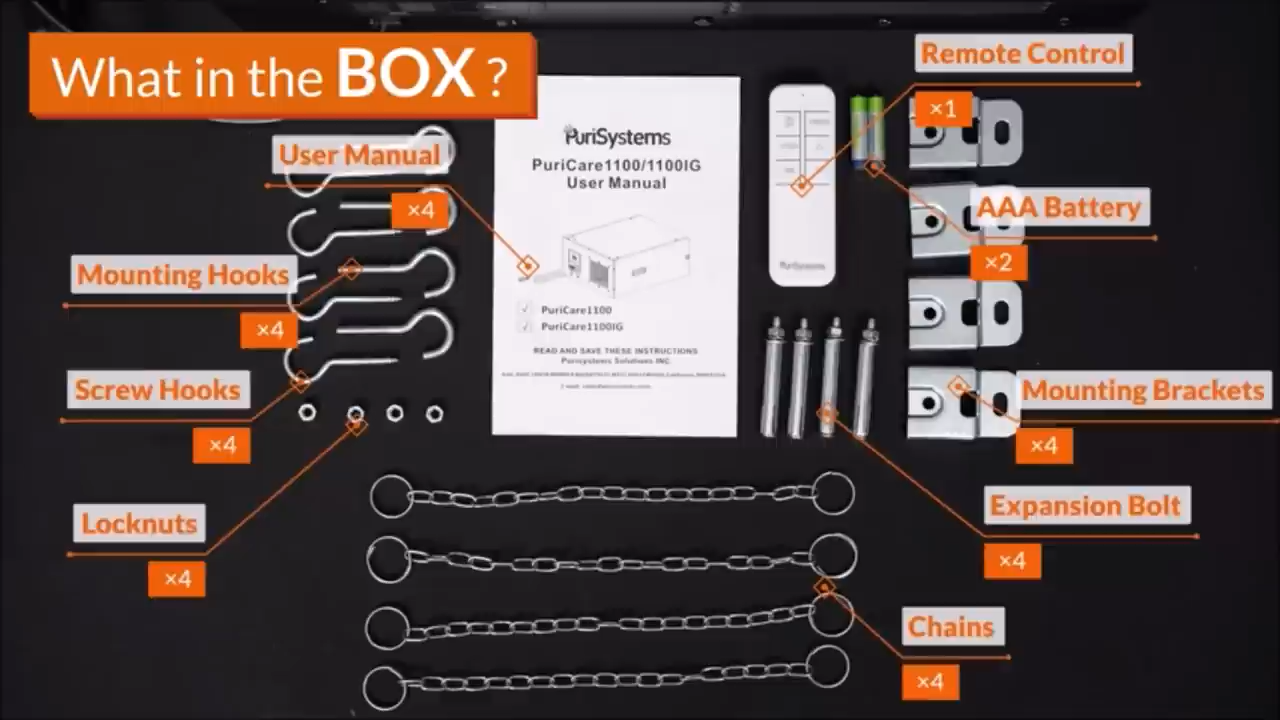 What in the BOX ?
User Manual
×4
Mounting Hooks
×4
Screw Hooks
×4
Locknuts
×4
PuriSystems
PuriCare1100/1100IG
User Manual
PuriCare1100
PuriCare1100IG
READ AND SAVE THESE INSTRUCTIONS
Purisystems Solutions INC
PuriSystems
Remote Control
×1
AAA Battery
×2
Mounting Brackets
×4
Expansion Bolt
×4
Chains
×4